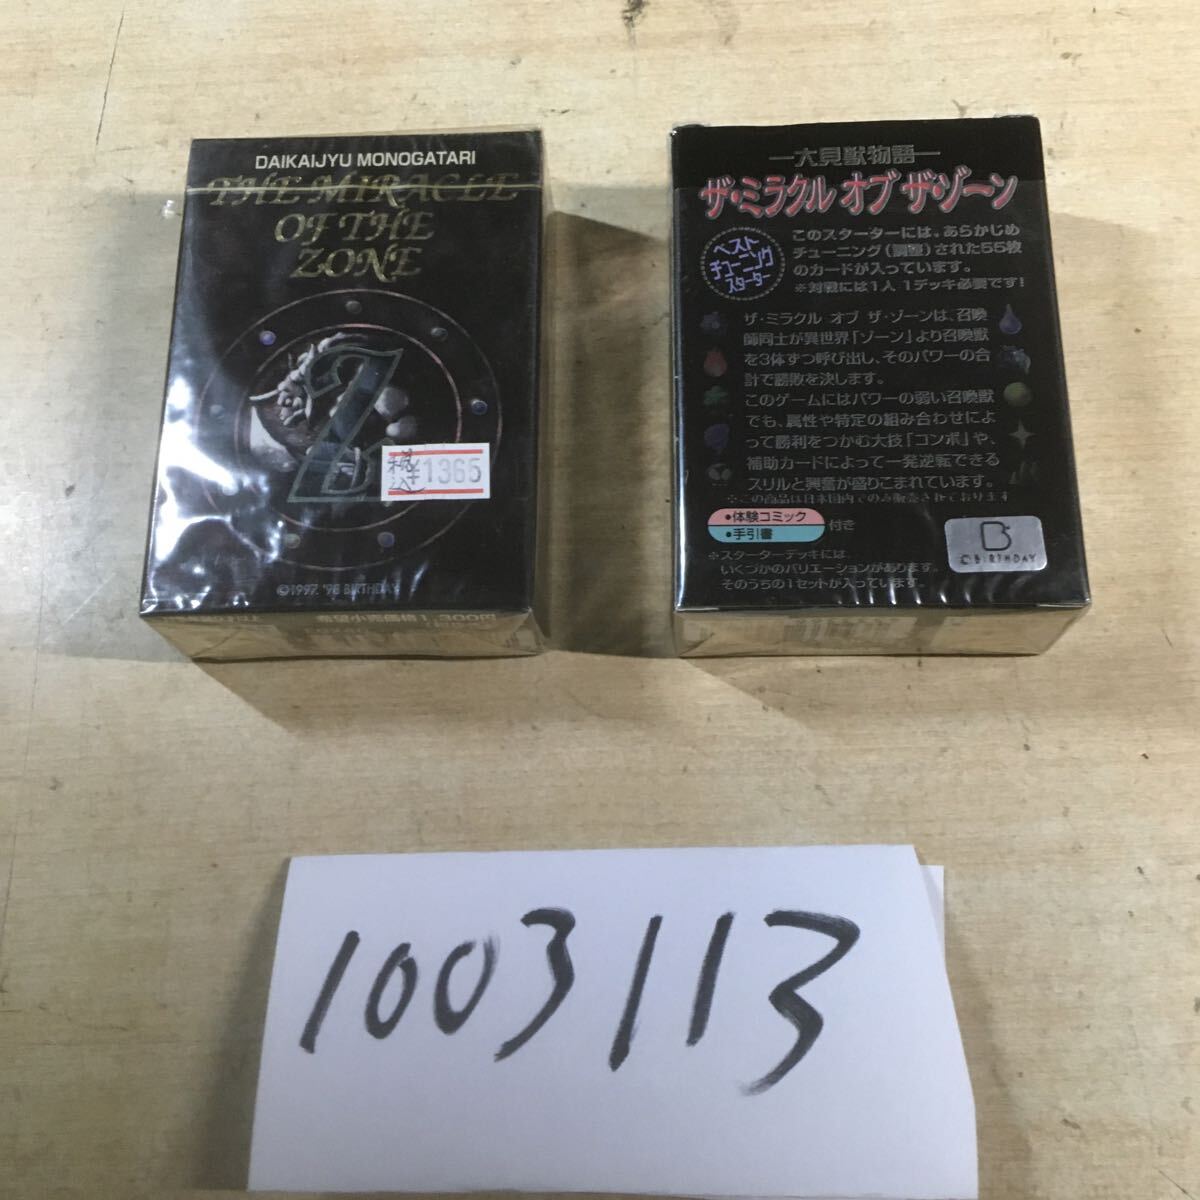 DAIKAIJYU MONOGATARI
THE MIRACLE
OF THE
ZONE
Z
税込
¥1365
©1997. '98 BIRTHDAY
希望小売価格1,300円
―大貝獣物語―
ザ・ミラクル オブ ザ・ゾーン
ベスト
チューニング
スターター
このスターターには、あらかじめ
チューニング(調整)された55枚
のカードが入っています。
※対戦には1人 1デッキ必要です!
ザ・ミラクル オブ ザ・ゾーンは、召喚
師同士が異世界「ゾーン」より召喚獣
を3体ずつ呼び出し、そのパワーの合
計で勝敗を決します。
このゲームにはパワーの弱い召喚獣
でも、属性や特定の組み合わせによ
って勝利をつかむ大技「コンボ」や、
補助カードによって一発逆転できる
スリルと興奮が盛りこまれています。
※この商品は日本国内でのみ販売されております
・体験コミック
・手引書
付き
※スターターデッキには、
いくつかのバリエーションがあります。
そのうちの1セットが入っています。
B
© BIRTHDAY
1003113